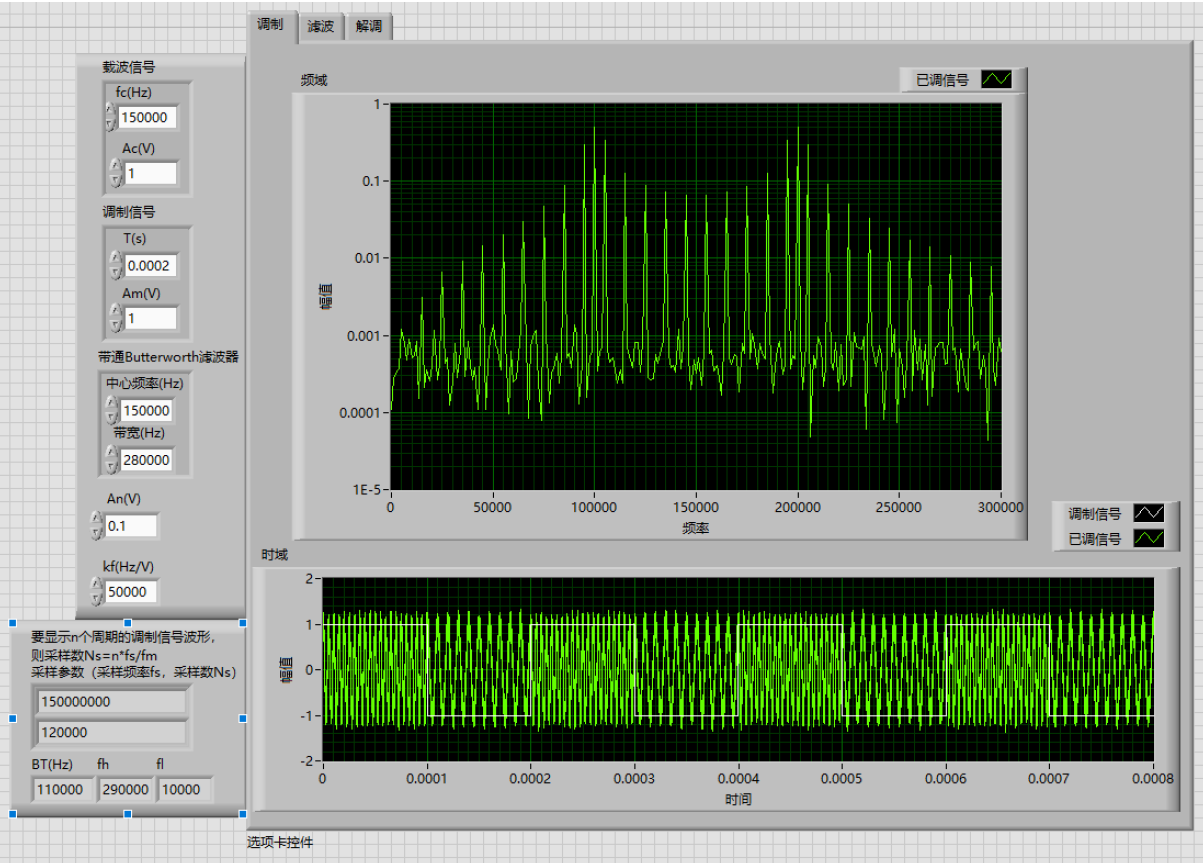 调制 滤波 解调
载波信号
fc(Hz)
150000
Ac(V)
1
调制信号
T(s)
0.0002
Am(V)
1
带通Butterworth滤波器
中心频率(Hz)
150000
带宽(Hz)
280000
An(V)
0.1
kf(Hz/V)
50000
要显示n个周期的调制信号波形，
则采样数Ns=n*fs/fm
采样参数（采样频率fs，采样数Ns）
150000000
120000
BT(Hz) fh fl
110000 290000 10000
频域
已调信号
幅值
1
0.1
0.01
0.001
0.0001
1E-5
0 50000 100000 150000 200000 250000 300000
频率
调制信号
已调信号
时域
幅值
2
1
0
-1
-2
0 0.0001 0.0002 0.0003 0.0004 0.0005 0.0006 0.0007 0.0008
时间
选项卡控件